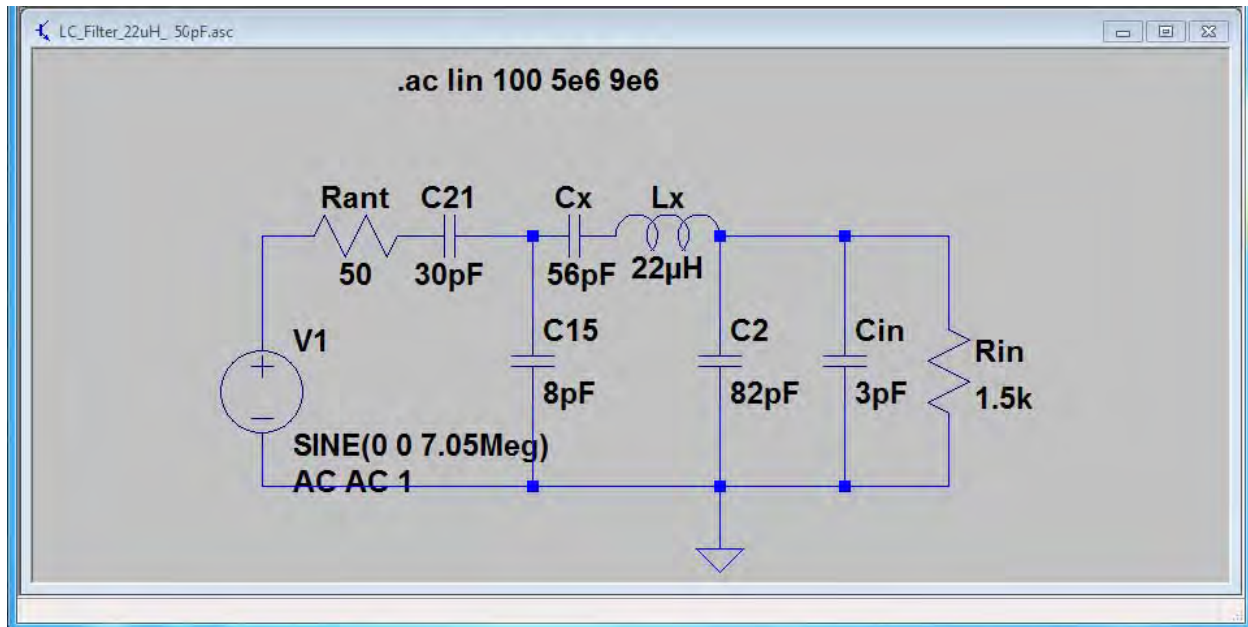 LC_Filter_22uH_ 50pF.asc
.ac lin 100 5e6 9e6
Rant C21 Cx Lx
50 30pF 56pF 22µH
V1 C15 C2 Cin Rin
8pF 82pF 3pF 1.5k
SINE(0 0 7.05Meg)
AC AC 1